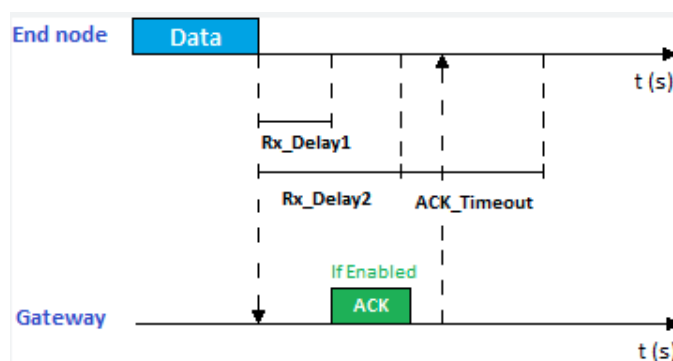 End node
Data
t (s)
Rx_Delay1
Rx_Delay2
ACK_Timeout
If Enabled
ACK
Gateway
t (s)